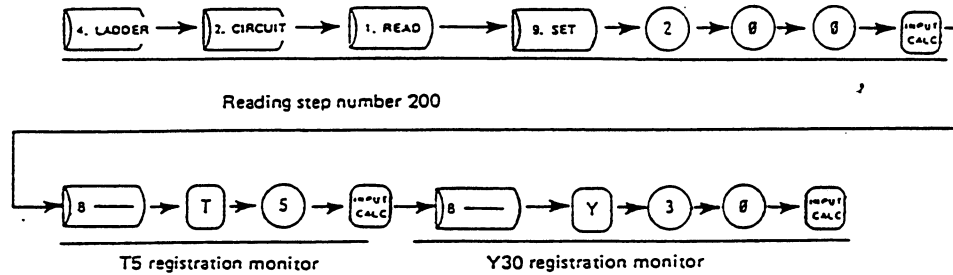 4. LADDER 2. CIRCUIT 1. READ 9. SET 2 0 0 INPUT CALC
Reading step number 200
8 T 5 INPUT CALC 8 Y 3 0 INPUT CALC
T5 registration monitor Y30 registration monitor